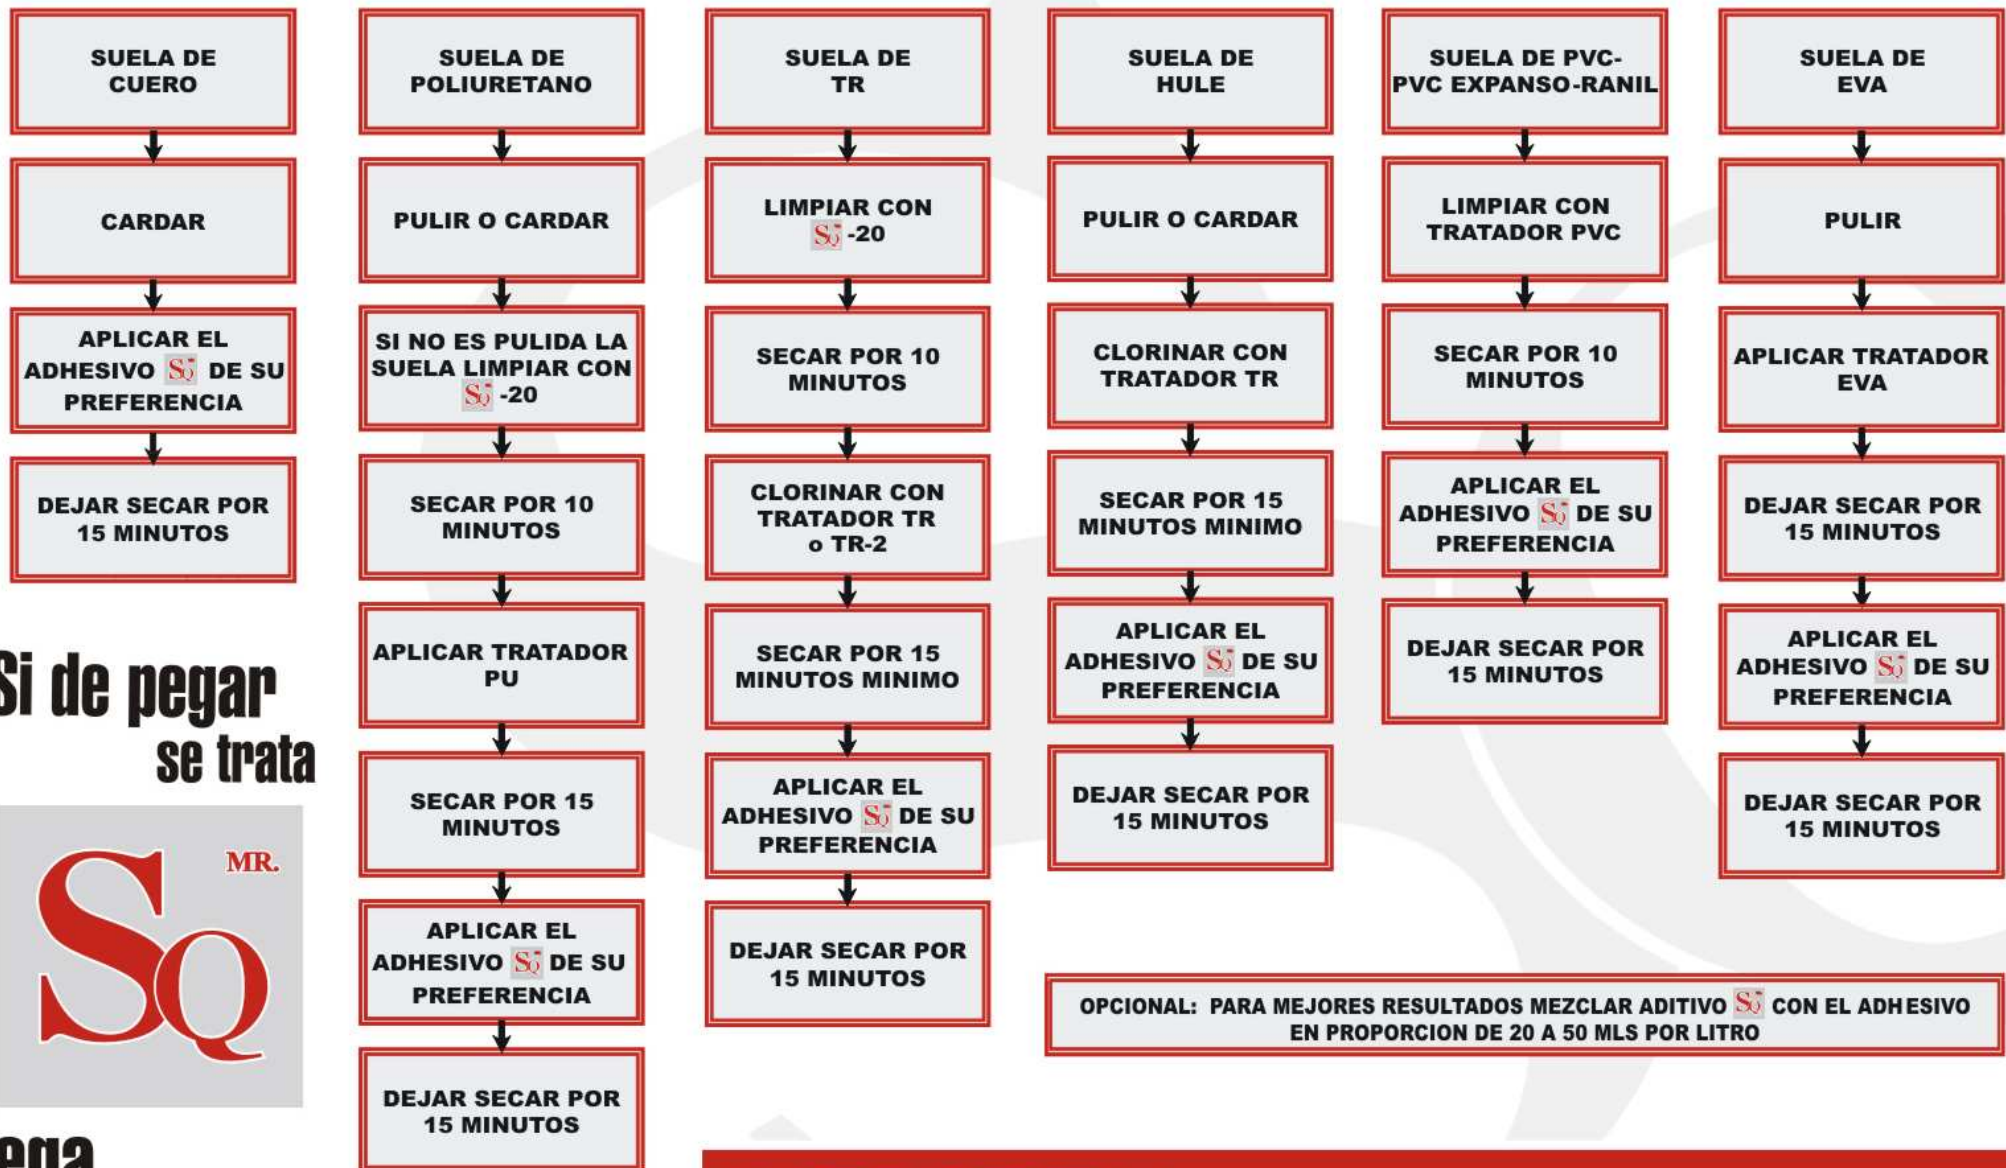 SUELA DE
CUERO
CARDAR
APLICAR EL
ADHESIVO SQ DE SU
PREFERENCIA
DEJAR SECAR POR
15 MINUTOS
SUELA DE
POLIURETANO
PULIR O CARDAR
SI NO ES PULIDA LA
SUELA LIMPIAR CON
SQ -20
SECAR POR 10
MINUTOS
APLICAR TRATADOR
PU
SECAR POR 15
MINUTOS
APLICAR EL
ADHESIVO SQ DE SU
PREFERENCIA
DEJAR SECAR POR
15 MINUTOS
SUELA DE
TR
LIMPIAR CON
SQ -20
SECAR POR 10
MINUTOS
CLORINAR CON
TRATADOR TR
o TR-2
SECAR POR 15
MINUTOS MINIMO
APLICAR EL
ADHESIVO SQ DE SU
PREFERENCIA
DEJAR SECAR POR
15 MINUTOS
SUELA DE
HULE
PULIR O CARDAR
CLORINAR CON
TRATADOR TR
SECAR POR 15
MINUTOS MINIMO
APLICAR EL
ADHESIVO SQ DE SU
PREFERENCIA
DEJAR SECAR POR
15 MINUTOS
SUELA DE PVC-
PVC EXPANSO-RANIL
LIMPIAR CON
TRATADOR PVC
SECAR POR 10
MINUTOS
APLICAR EL
ADHESIVO SQ DE SU
PREFERENCIA
DEJAR SECAR POR
15 MINUTOS
SUELA DE
EVA
PULIR
APLICAR TRATADOR
EVA
DEJAR SECAR POR
15 MINUTOS
APLICAR EL
ADHESIVO SQ DE SU
PREFERENCIA
DEJAR SECAR POR
15 MINUTOS
Si de pegar
se trata
SQ MR.
OPCIONAL: PARA MEJORES RESULTADOS MEZCLAR ADITIVO SQ CON EL ADHESIVO
EN PROPORCION DE 20 A 50 MLS POR LITRO